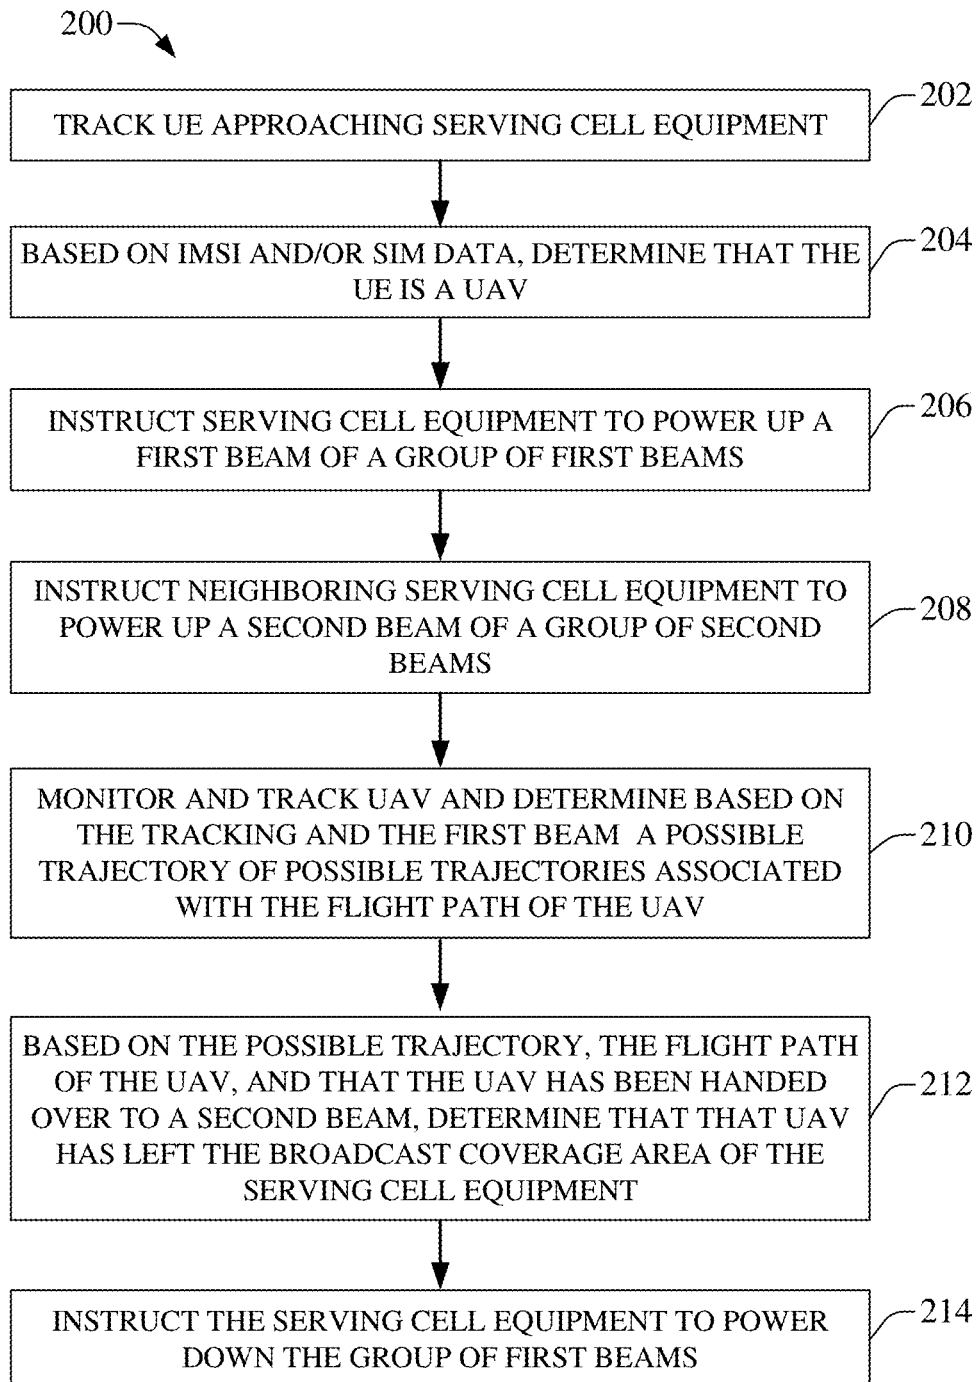 200
202
TRACK UE APPROACHING SERVING CELL EQUIPMENT
204
BASED ON IMSI AND/OR SIM DATA, DETERMINE THAT THE
UE IS A UAV
206
INSTRUCT SERVING CELL EQUIPMENT TO POWER UP A
FIRST BEAM OF A GROUP OF FIRST BEAMS
208
INSTRUCT NEIGHBORING SERVING CELL EQUIPMENT TO
POWER UP A SECOND BEAM OF A GROUP OF SECOND
BEAMS
210
MONITOR AND TRACK UAV AND DETERMINE BASED ON
THE TRACKING AND THE FIRST BEAM A POSSIBLE
TRAJECTORY OF POSSIBLE TRAJECTORIES ASSOCIATED
WITH THE FLIGHT PATH OF THE UAV
212
BASED ON THE POSSIBLE TRAJECTORY, THE FLIGHT PATH
OF THE UAV, AND THAT THE UAV HAS BEEN HANDED
OVER TO A SECOND BEAM, DETERMINE THAT THAT UAV
HAS LEFT THE BROADCAST COVERAGE AREA OF THE
SERVING CELL EQUIPMENT
214
INSTRUCT THE SERVING CELL EQUIPMENT TO POWER
DOWN THE GROUP OF FIRST BEAMS